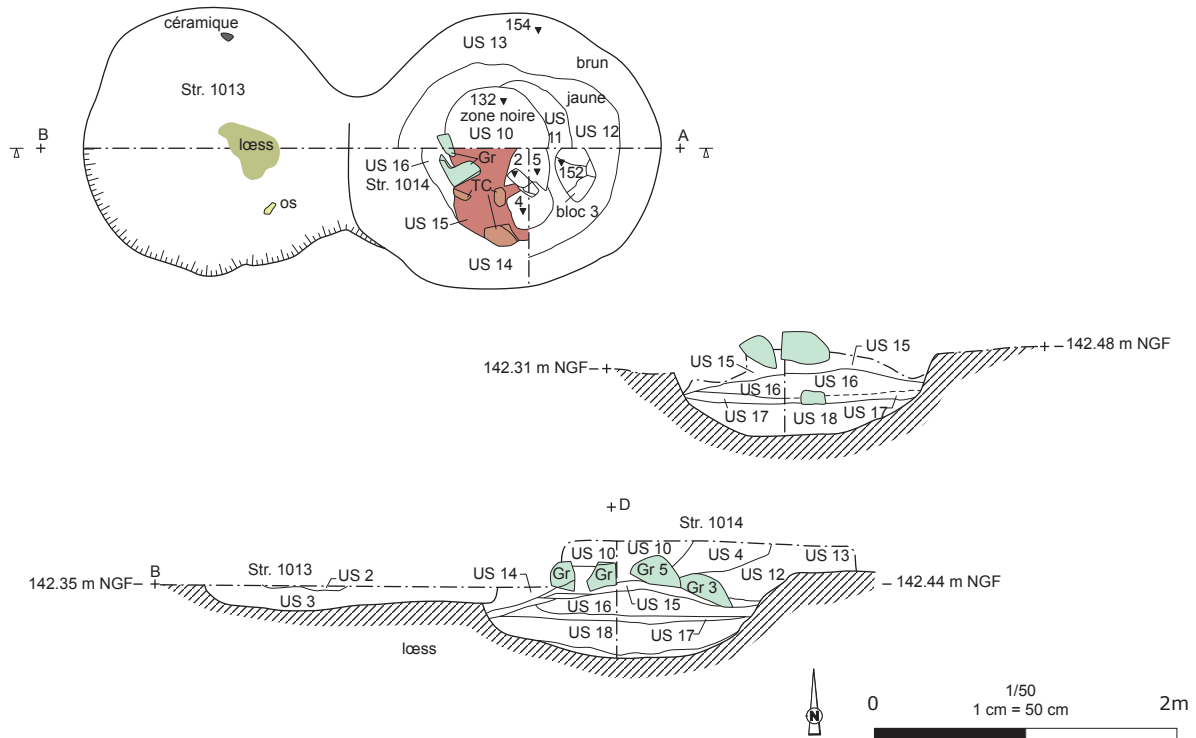 céramique
154
US 13
brun
Str. 1013
jaune
132
zone noire
US 10
US
11
US 12
B
A
lœss
Gr
US 16
Str. 1014
2
5
152
TC
os
4
bloc 3
US 15
US 14
142.48 m NGF
US 15
US 15
142.31 m NGF
US 16
US 16
US 17
US 18
US 17
D
Str. 1014
US 10
US 10
US 4
US 13
B
Str. 1013
142.35 m NGF
US 2
US 14
Gr
Gr
Gr 5
Gr 3
US 12
142.44 m NGF
US 3
US 16
US 15
US 18
US 17
lœss
N
0
1/50
1 cm = 50 cm
2m